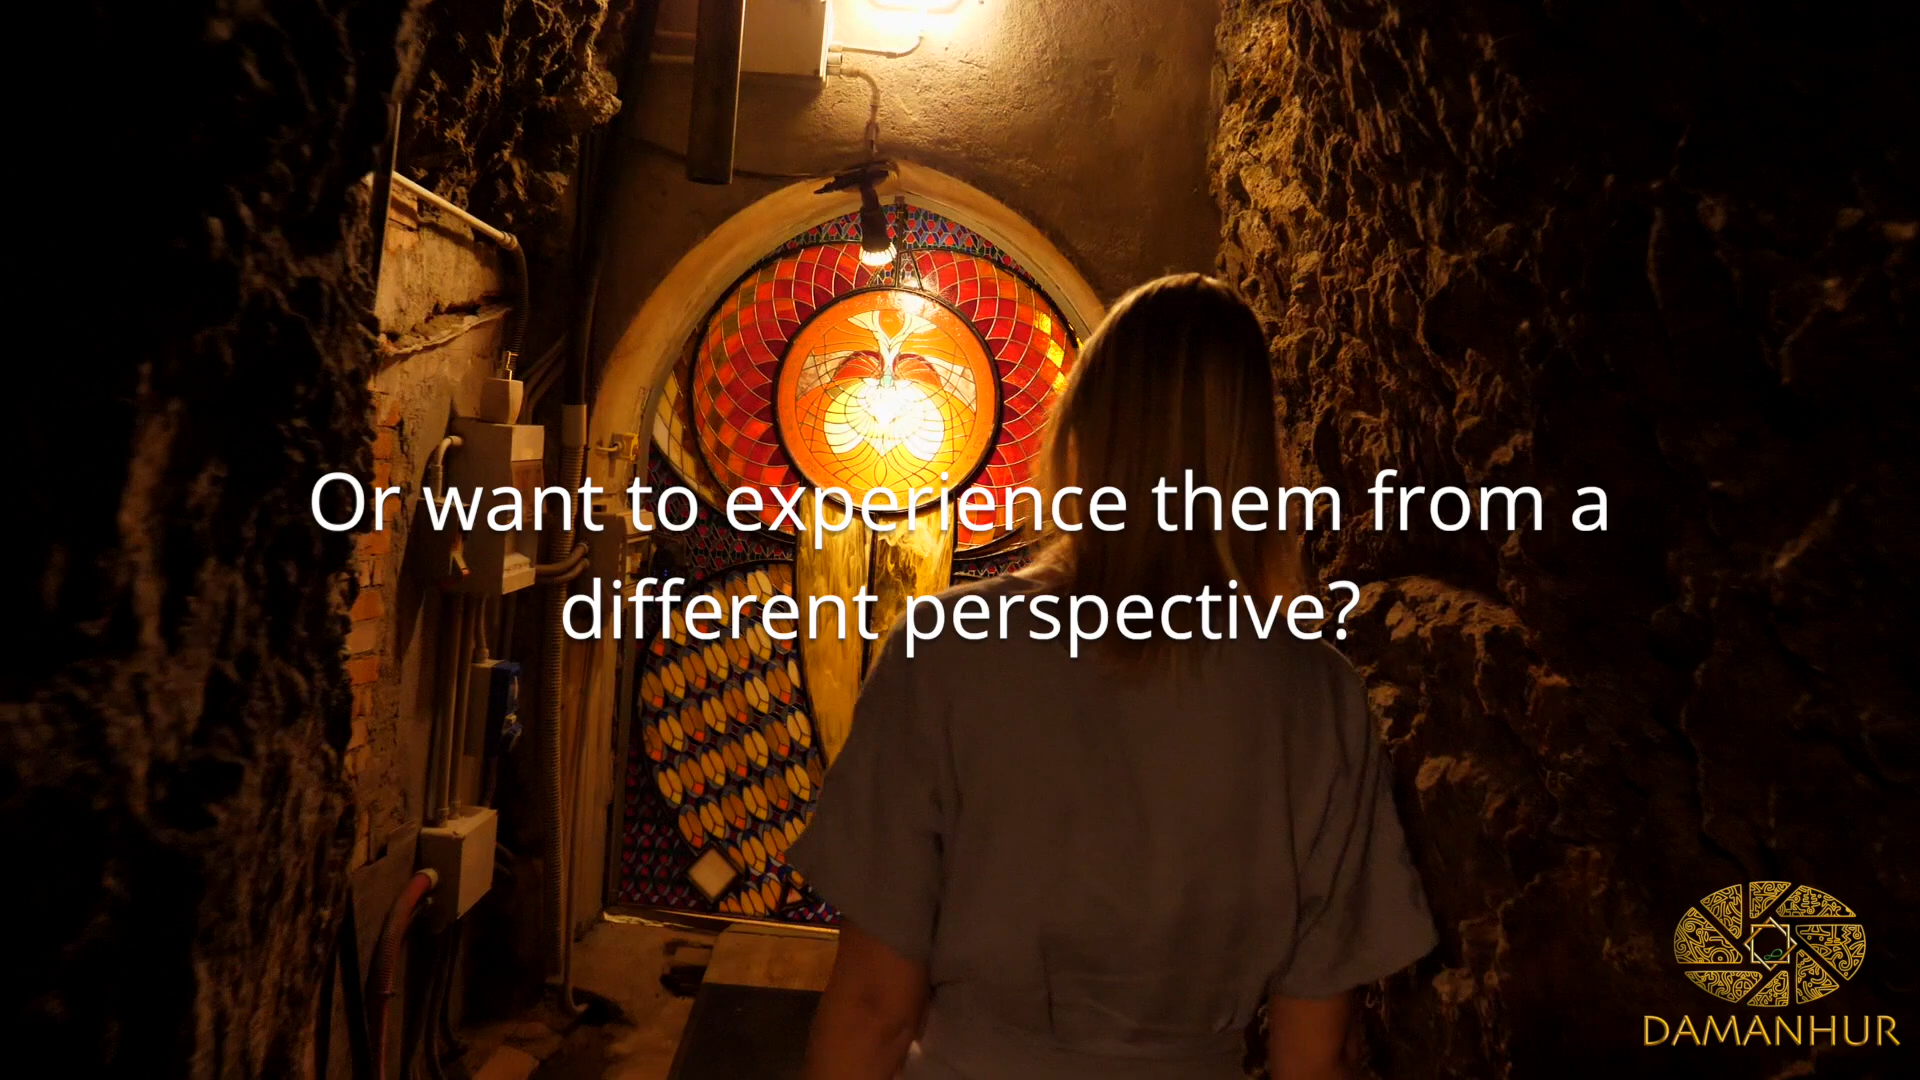 Or want to experience them from a
different perspective?
DAMANHUR